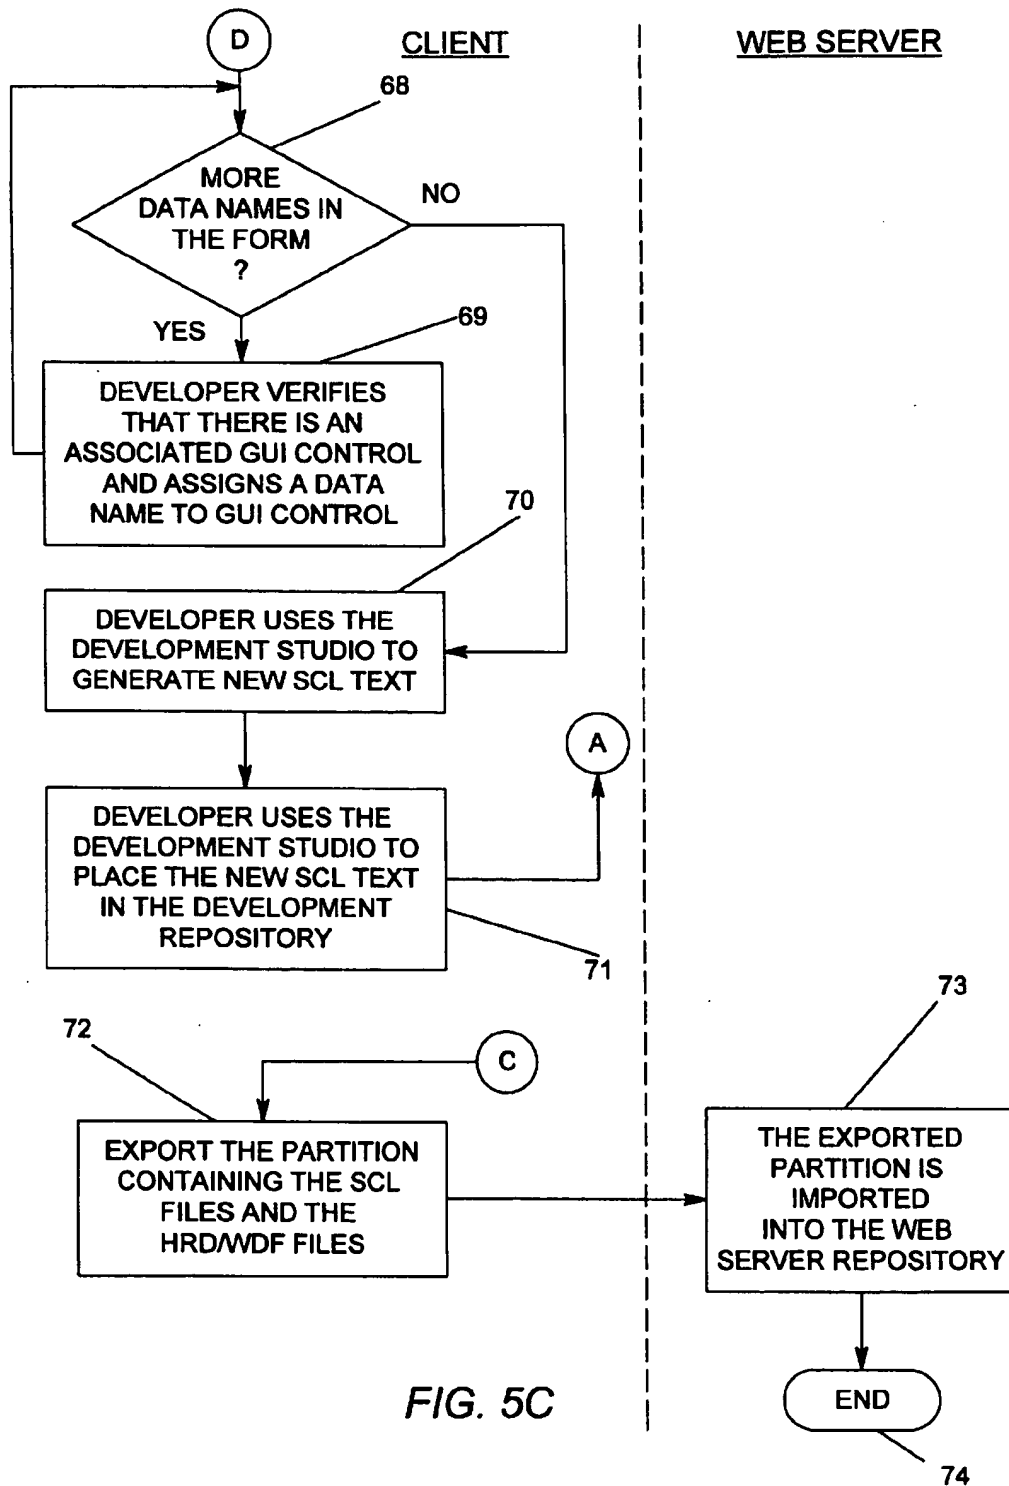 D
CLIENT
WEB SERVER
68
MORE
DATA NAMES IN
THE FORM
?
NO
YES
69
DEVELOPER VERIFIES
THAT THERE IS AN
ASSOCIATED GUI CONTROL
AND ASSIGNS A DATA
NAME TO GUI CONTROL
70
DEVELOPER USES THE
DEVELOPMENT STUDIO TO
GENERATE NEW SCL TEXT
A
DEVELOPER USES THE
DEVELOPMENT STUDIO TO
PLACE THE NEW SCL TEXT
IN THE DEVELOPMENT
REPOSITORY
71
72
C
73
EXPORT THE PARTITION
CONTAINING THE SCL
FILES AND THE
HRD/WDF FILES
THE EXPORTED
PARTITION IS
IMPORTED
INTO THE WEB
SERVER REPOSITORY
END
74
FIG. 5C